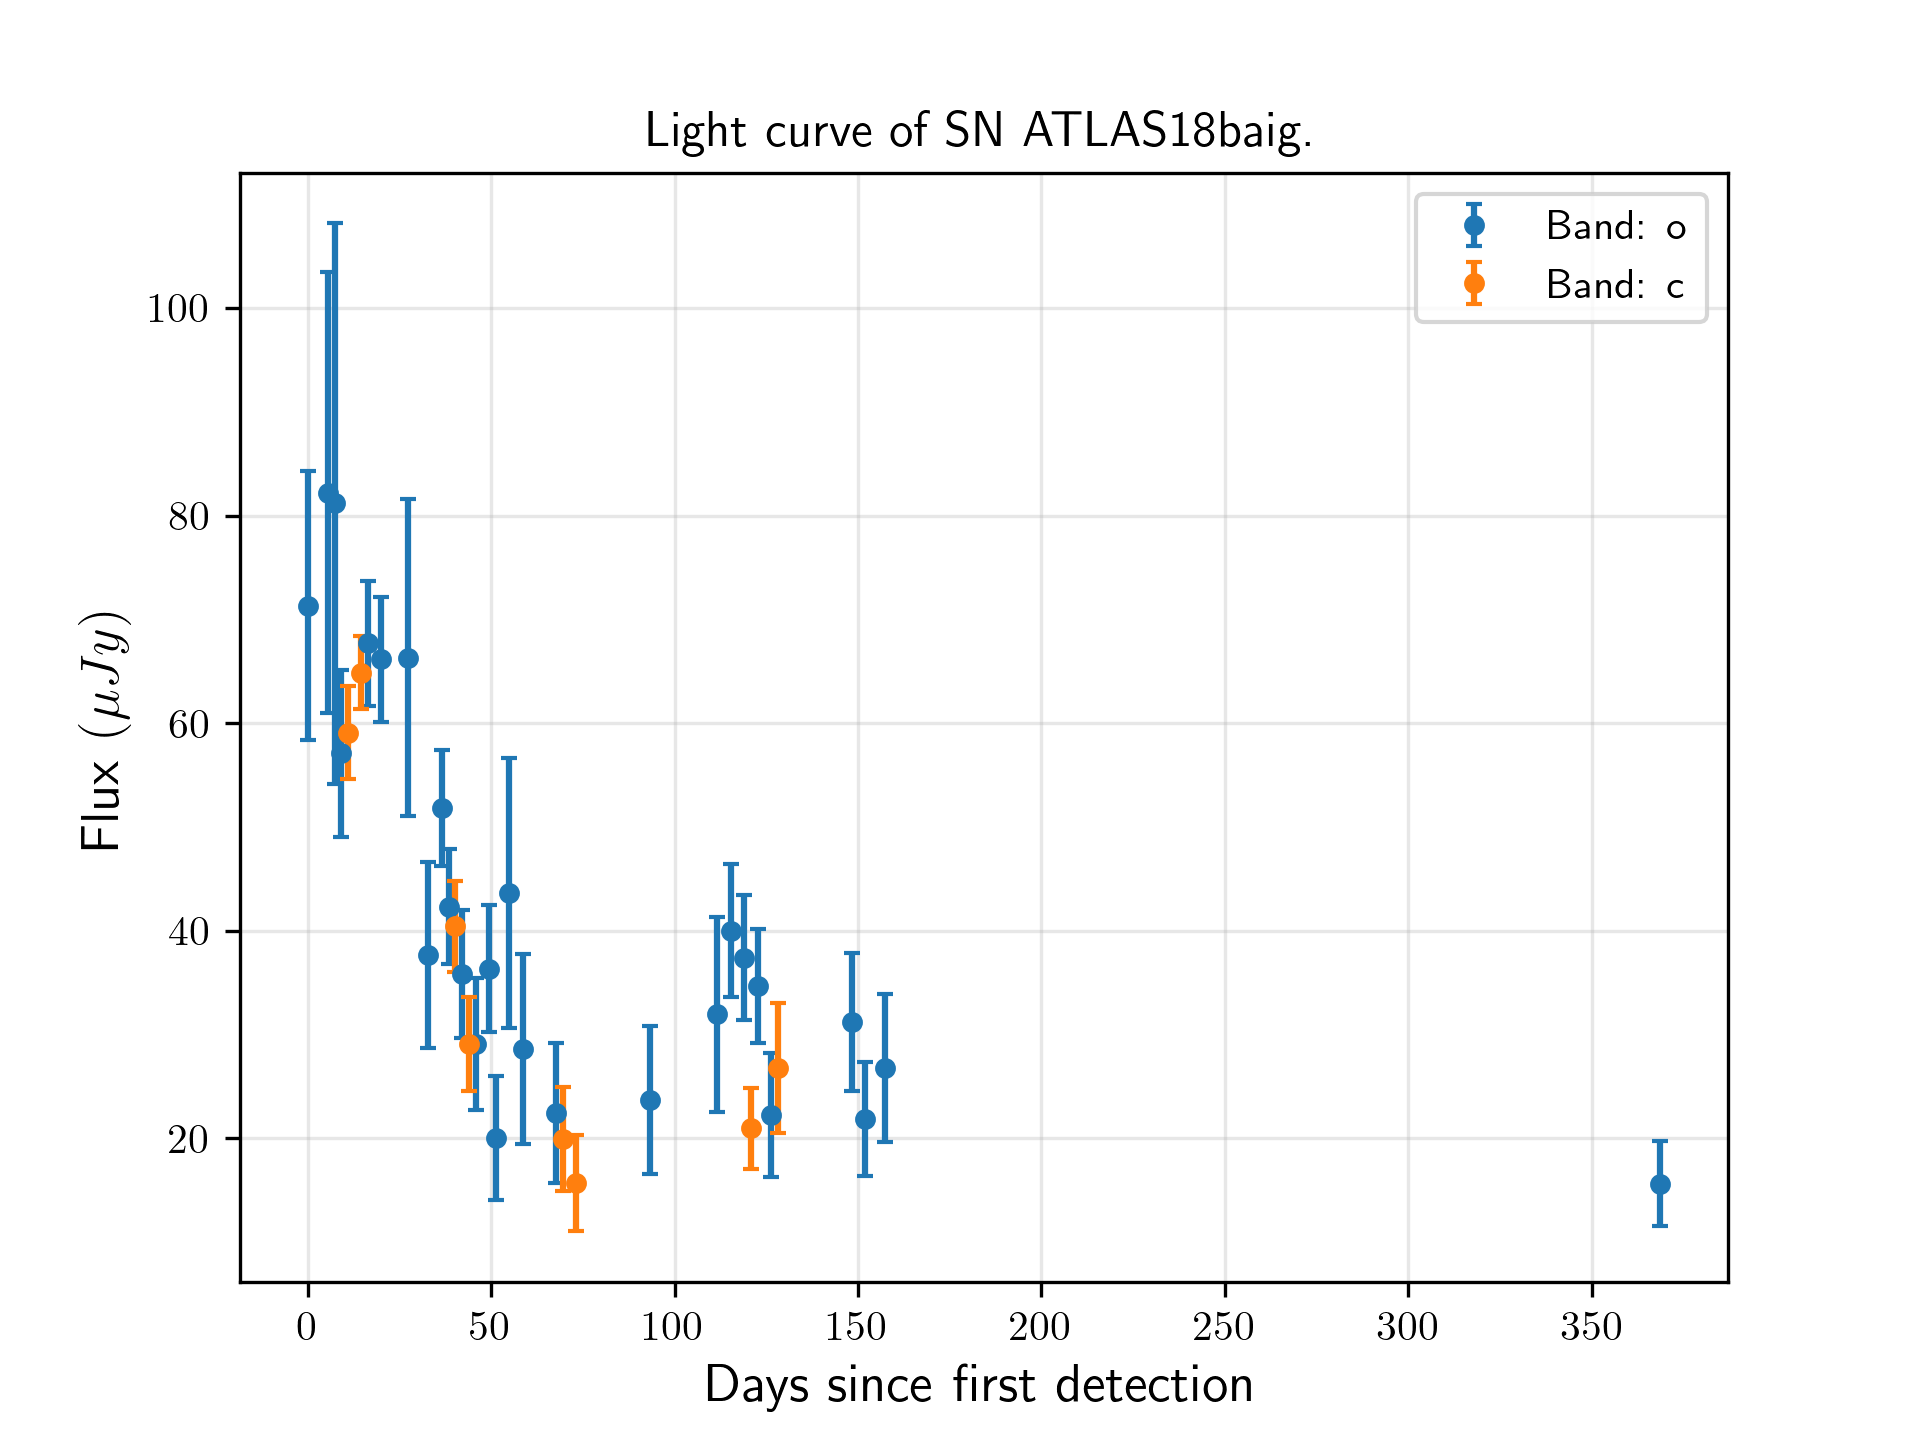 Light curve of SN ATLAS18baig.
Band: o
Band: c
Flux (μJy)
100
80
60
40
20
0 50 100 150 200 250 300 350
Days since first detection